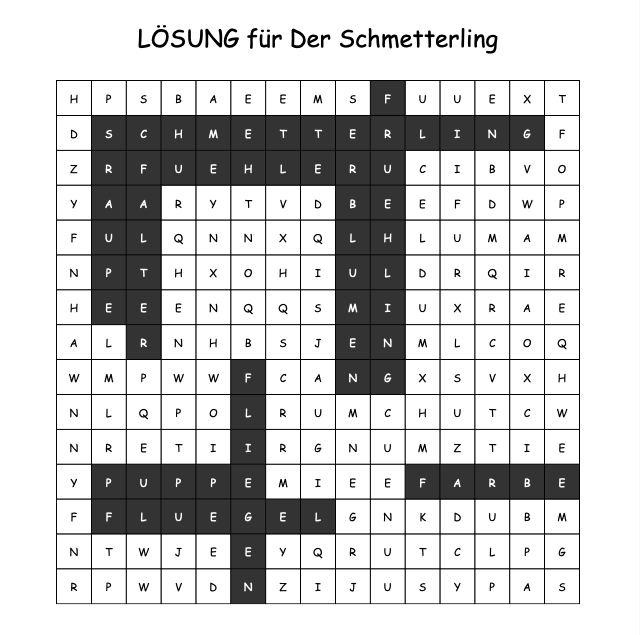 LÖSUNG für Der Schmetterling
H P S B A E E M S F U U E X T
D S C H M E T T E R L I N G F
Z R F U E H L E R U C I B V O
Y A A R Y T V D B E E F D W P
F U L Q N N X Q L H L U M A M
N P T H X O H I U L D R Q I R
H E E E N Q Q S M I U X R A E
A L R N H B S J E N M L C O Q
W M P W W F C A N G X S V X H
N L Q P O L R U M C H U T C W
N R E T I I R G N U M Z T I E
Y P U P P E M I E E F A R B E
F F L U E G E L G N K D U B M
N T W J E E Y Q R U T C L P G
R P W V D N Z I J U S Y P A S